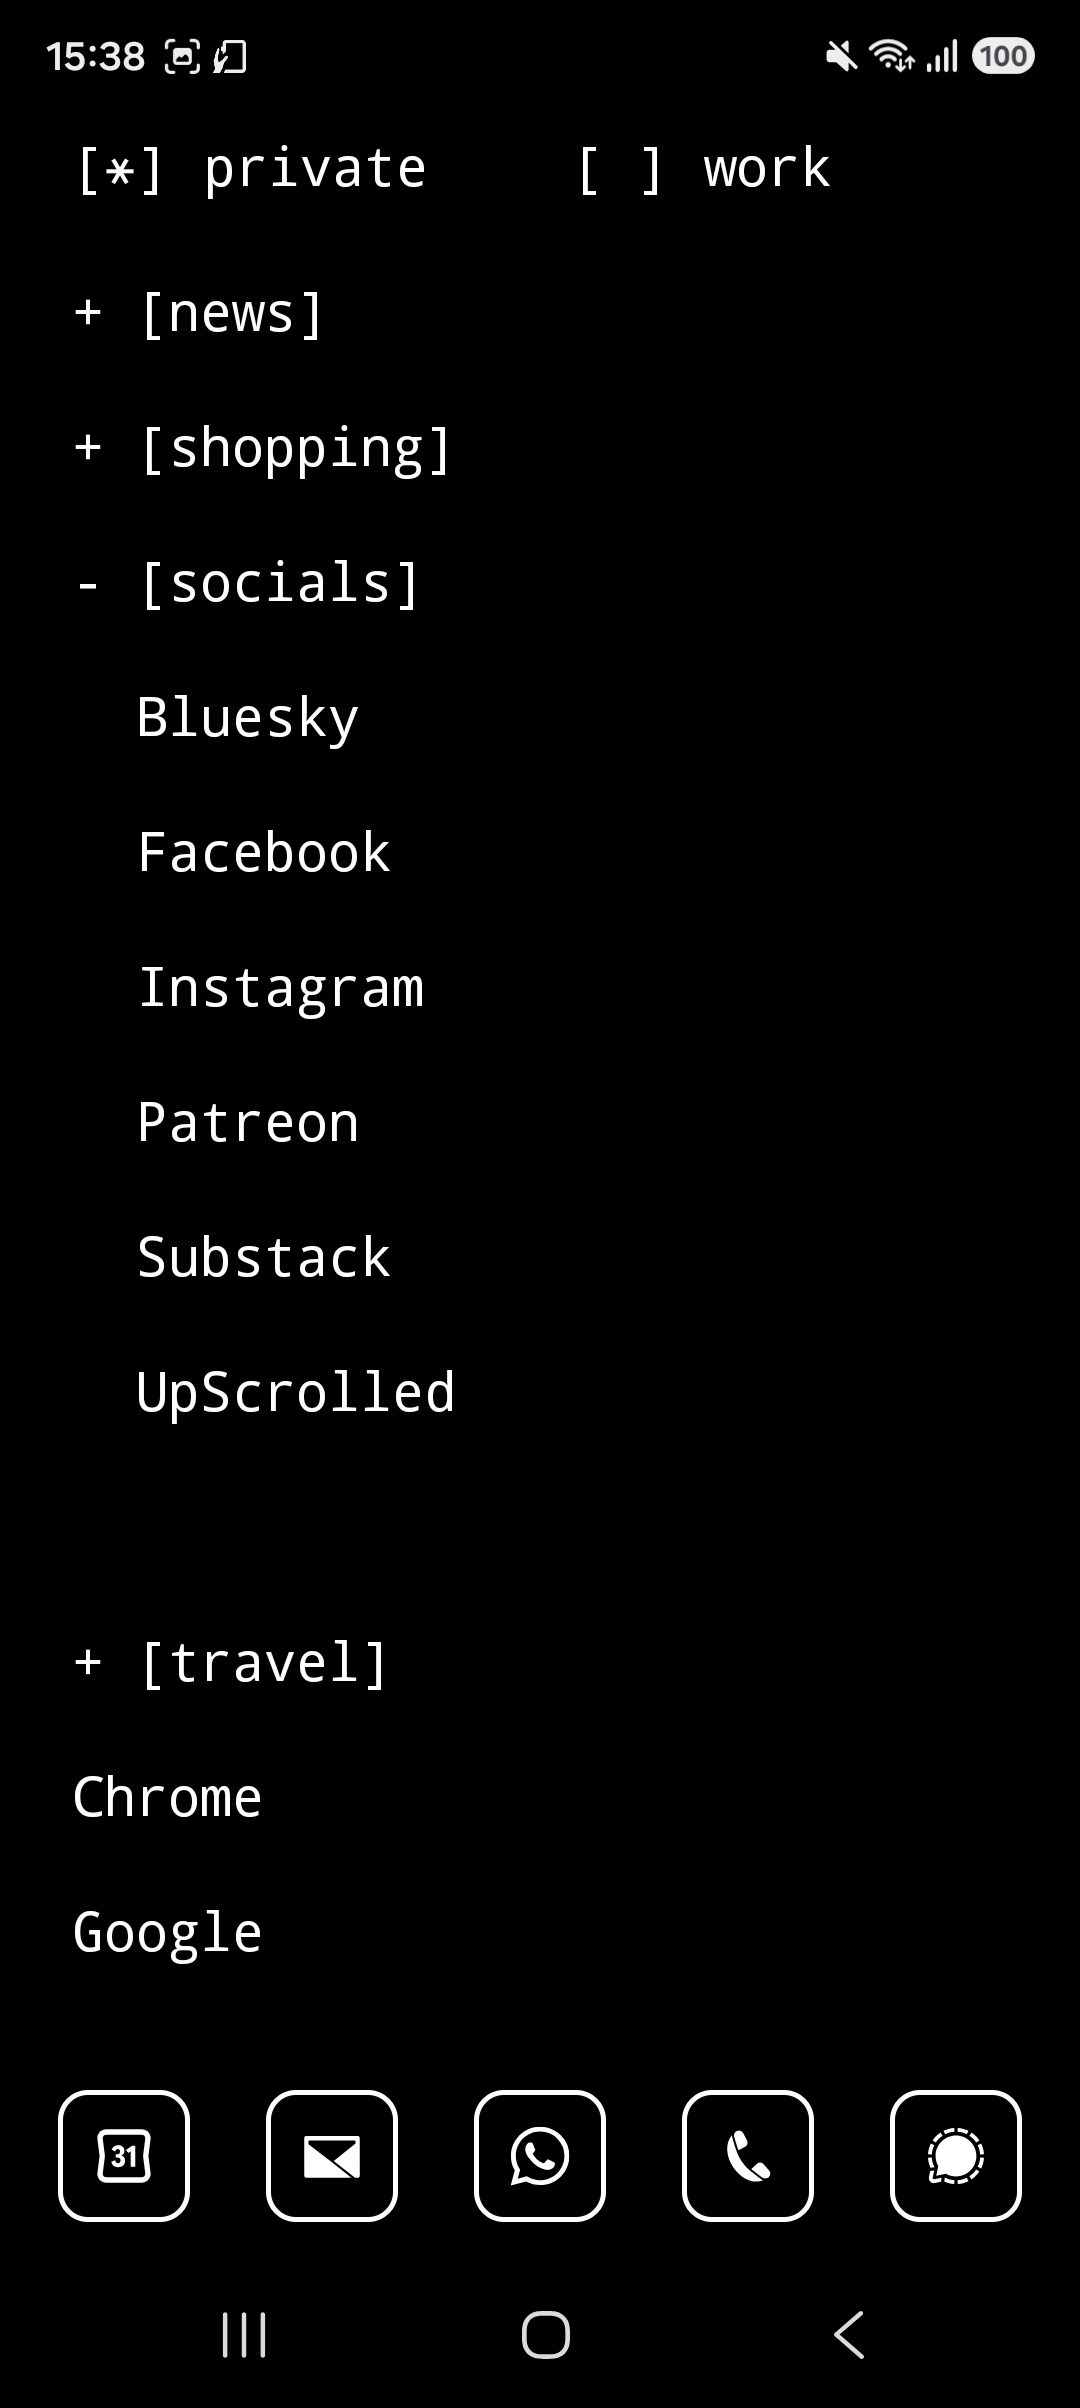 15:38 100
[*] private [ ] work
+ [news]
+ [shopping]
- [socials]
Bluesky
Facebook
Instagram
Patreon
Substack
UpScrolled
+ [travel]
Chrome
Google
31